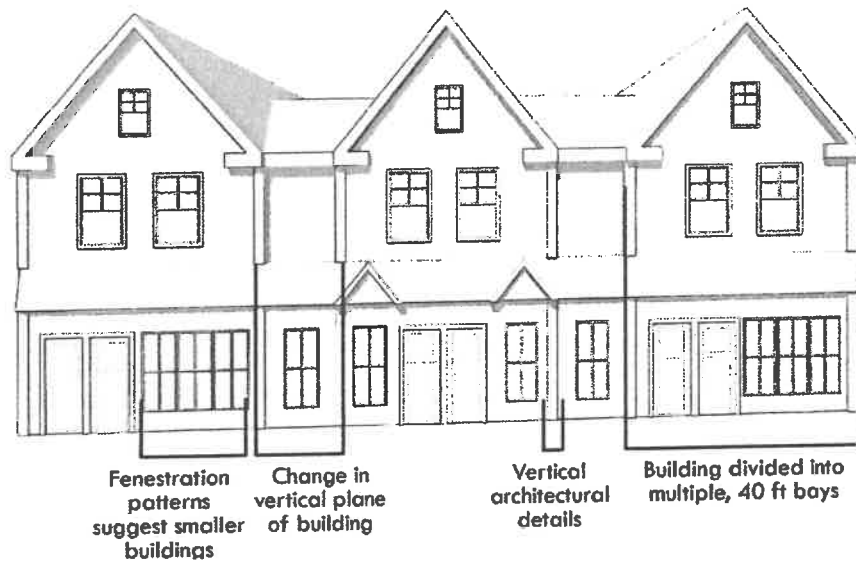 Fenestration
patterns
suggest smaller
buildings
Change in
vertical plane
of building
Vertical
architectural
details
Building divided into
multiple, 40 ft bays